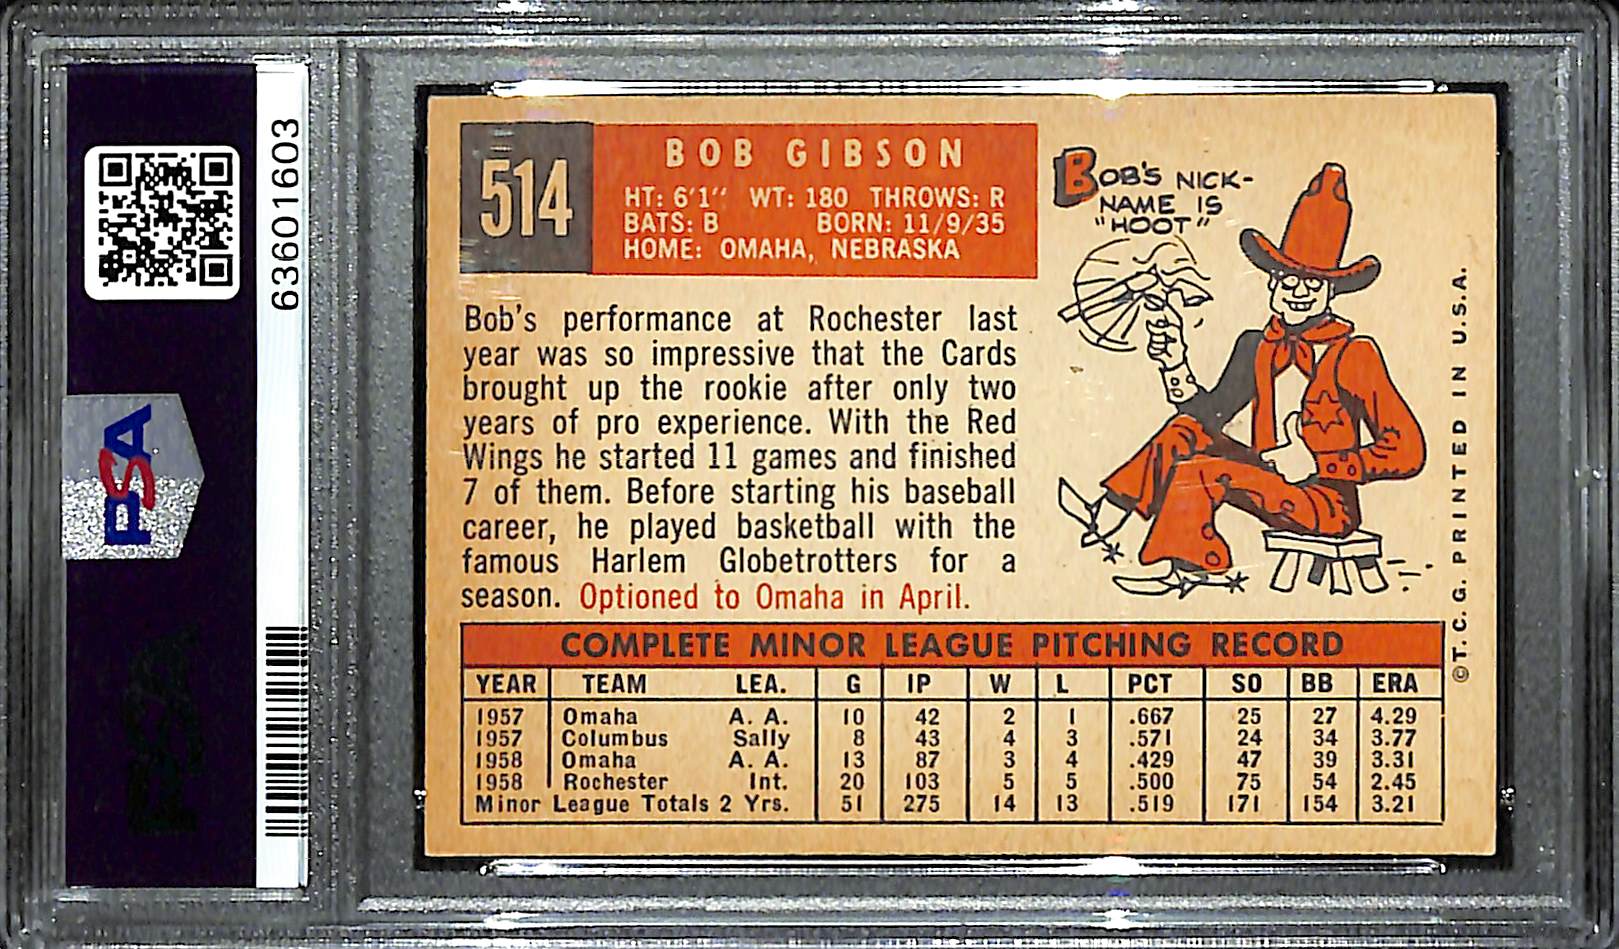 63601603
PSA
514
BOB GIBSON
HT: 6'1" WT: 180 THROWS: R
BATS: B BORN: 11/9/35
HOME: OMAHA, NEBRASKA
BOB'S NICK-
NAME IS
"HOOT"
Bob's performance at Rochester last
year was so impressive that the Cards
brought up the rookie after only two
years of pro experience. With the Red
Wings he started 11 games and finished
7 of them. Before starting his baseball
career, he played basketball with the
famous Harlem Globetrotters for a
season. Optioned to Omaha in April.
COMPLETE MINOR LEAGUE PITCHING RECORD
YEAR TEAM LEA. G IP W L PCT SO BB ERA
1957 Omaha A. A. 10 42 2 1 .667 25 27 4.29
1957 Columbus Sally 8 43 4 3 .571 24 34 3.77
1958 Omaha A. A. 13 87 3 4 .429 47 39 3.31
1958 Rochester Int. 20 103 5 5 .500 75 54 2.45
Minor League Totals 2 Yrs. 51 275 14 13 .519 171 154 3.21
©T.C.G. PRINTED IN U.S.A.